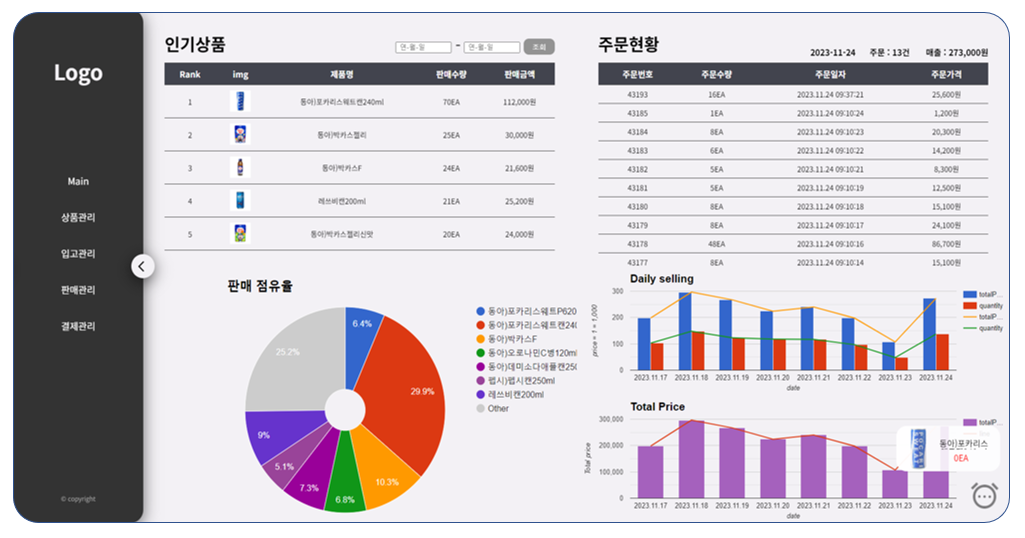 Logo
Main
상품관리
입고관리
판매관리
결제관리
© copyright
인기상품
연-월-일 - 연-월-일 조회
Rank img 제품명 판매수량 판매금액
1 동아)포카리스웨트캔240ml 70EA 112,000원
2 동아)박카스젤리 25EA 30,000원
3 동아)박카스F 24EA 21,600원
4 레쓰비캔200ml 21EA 25,200원
5 동아)박카스젤리신맛 20EA 24,000원
주문현황
2023-11-24 주문 : 13건 매출 : 273,000원
주문번호 주문수량 주문일자 주문가격
43193 16EA 2023.11.24 09:37:21 25,600원
43185 1EA 2023.11.24 09:10:24 1,200원
43184 8EA 2023.11.24 09:10:23 20,300원
43183 6EA 2023.11.24 09:10:22 14,200원
43182 5EA 2023.11.24 09:10:21 8,300원
43181 5EA 2023.11.24 09:10:19 12,500원
43180 8EA 2023.11.24 09:10:18 15,100원
43179 8EA 2023.11.24 09:10:17 24,100원
43178 48EA 2023.11.24 09:10:16 86,700원
43177 8EA 2023.11.24 09:10:14 15,100원
판매 점유율
6.4%
29.9%
10.3%
6.8%
7.3%
5.1%
9%
25.2%
동아)포카리스웨트P620
동아)포카리스웨트캔240
동아)박카스F
동아)오로나민C병120ml
동아)데미소다애플캔250
펩시)펩시캔250ml
레쓰비캔200ml
Other
Daily selling
price = 1 = 1,000
300
200
100
0
2023.11.17 2023.11.18 2023.11.19 2023.11.20 2023.11.21 2023.11.22 2023.11.23 2023.11.24
date
totalP...
quantity
totalP...
quantity
Total Price
Total price
300,000
200,000
100,000
0
2023.11.17 2023.11.18 2023.11.19 2023.11.20 2023.11.21 2023.11.22 2023.11.23 2023.11.24
date
totalP...
동아)포카리스
0EA